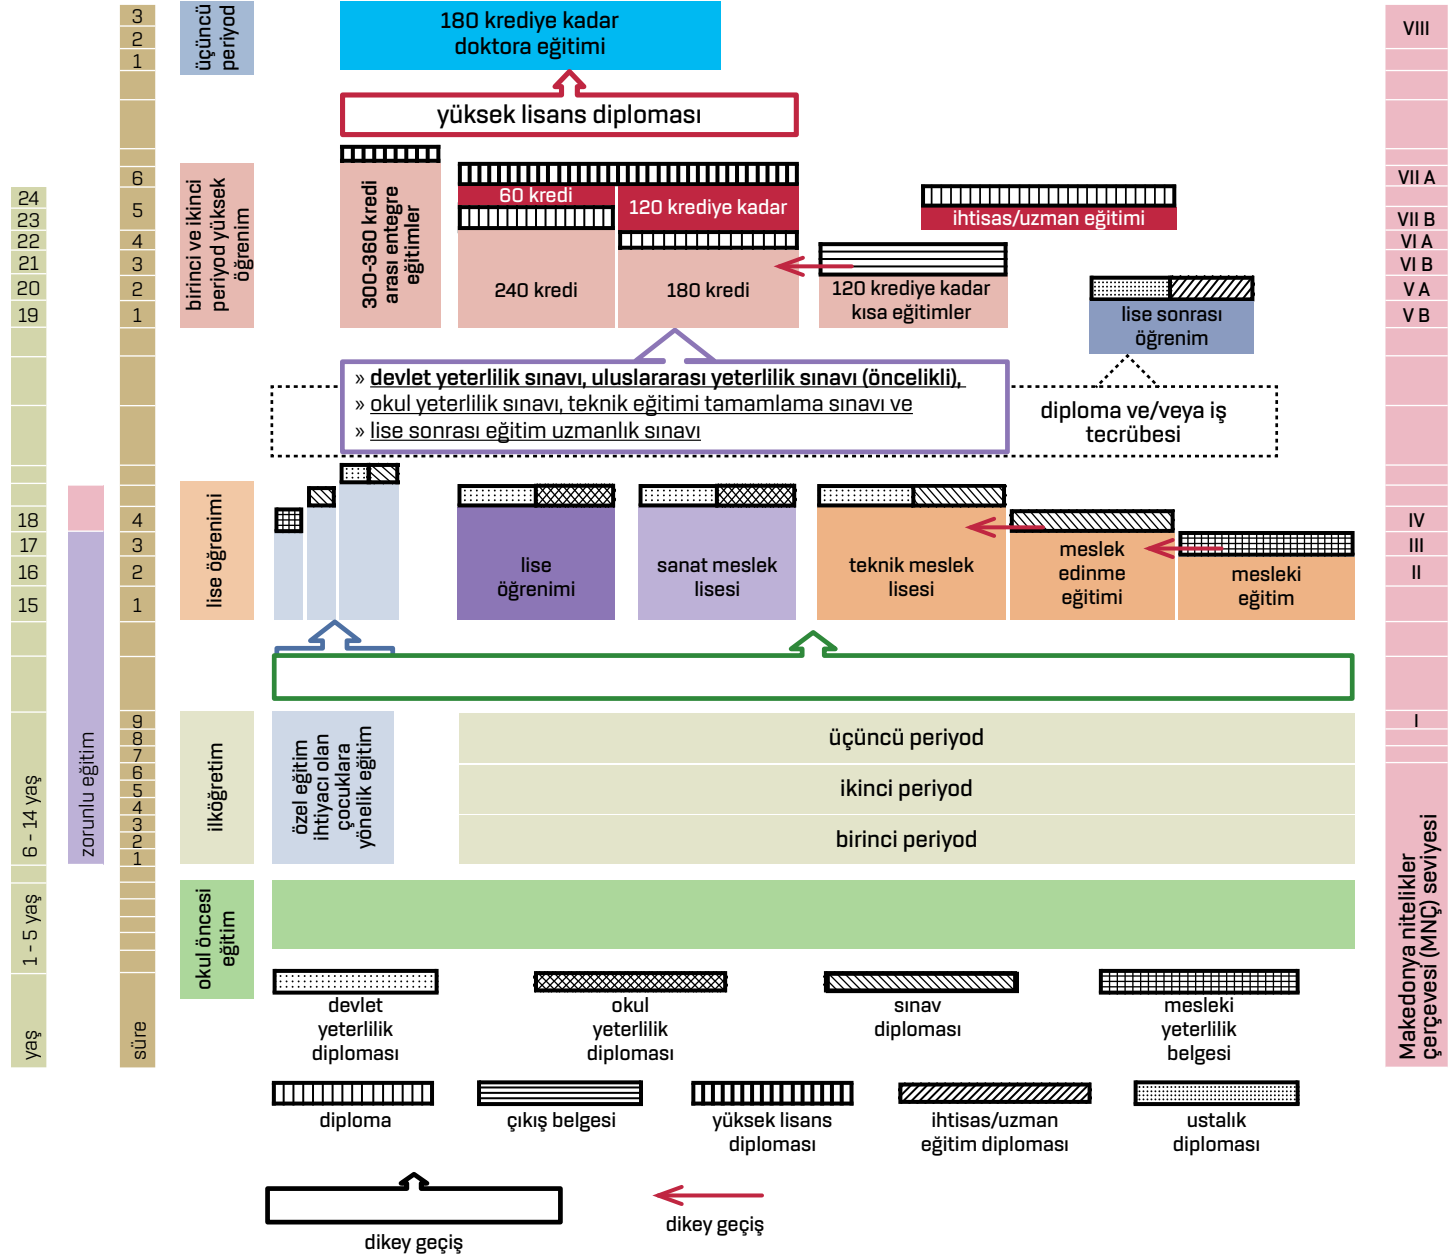 3
2
1
üçüncü
periyod
180 krediye kadar
doktora eğitimi
VIII
yüksek lisans diploması
24
23
22
21
20
19
6
5
4
3
2
1
birinci ve ikinci
periyod yüksek
öğrenim
300-360 kredi
arası entegre
eğitimler
60 kredi
240 kredi
120 krediye kadar
180 kredi
120 krediye kadar
kısa eğitimler
ihtisas/uzman eğitimi
lise sonrası
öğrenim
VII A
VII B
VI A
VI B
V A
V B
» devlet yeterlilik sınavı, uluslararası yeterlilik sınavı (öncelikli),
» okul yeterlilik sınavı, teknik eğitimi tamamlama sınavı ve
» lise sonrası eğitim uzmanlık sınavı
diploma ve/veya iş
tecrübesi
18
17
16
15
4
3
2
1
lise öğrenimi
lise
öğrenimi
sanat meslek
lisesi
teknik meslek
lisesi
meslek
edinme
eğitimi
mesleki
eğitim
IV
III
II
6 - 14 yaş
zorunlu eğitim
9
8
7
6
5
4
3
2
1
ilköğretim
özel eğitim
ihtiyacı olan
çocuklara
yönelik eğitim
üçüncü periyod
ikinci periyod
birinci periyod
I
1 - 5 yaş
okul öncesi
eğitim
yaş
süre
Makedonya nitelikler
çerçevesi (MNÇ) seviyesi
devlet
yeterlilik
diploması
okul
yeterlilik
diploması
sınav
diploması
mesleki
yeterlilik
belgesi
diploma
çıkış belgesi
yüksek lisans
diploması
ihtisas/uzman
eğitim diploması
ustalık
diploması
dikey geçiş
dikey geçiş